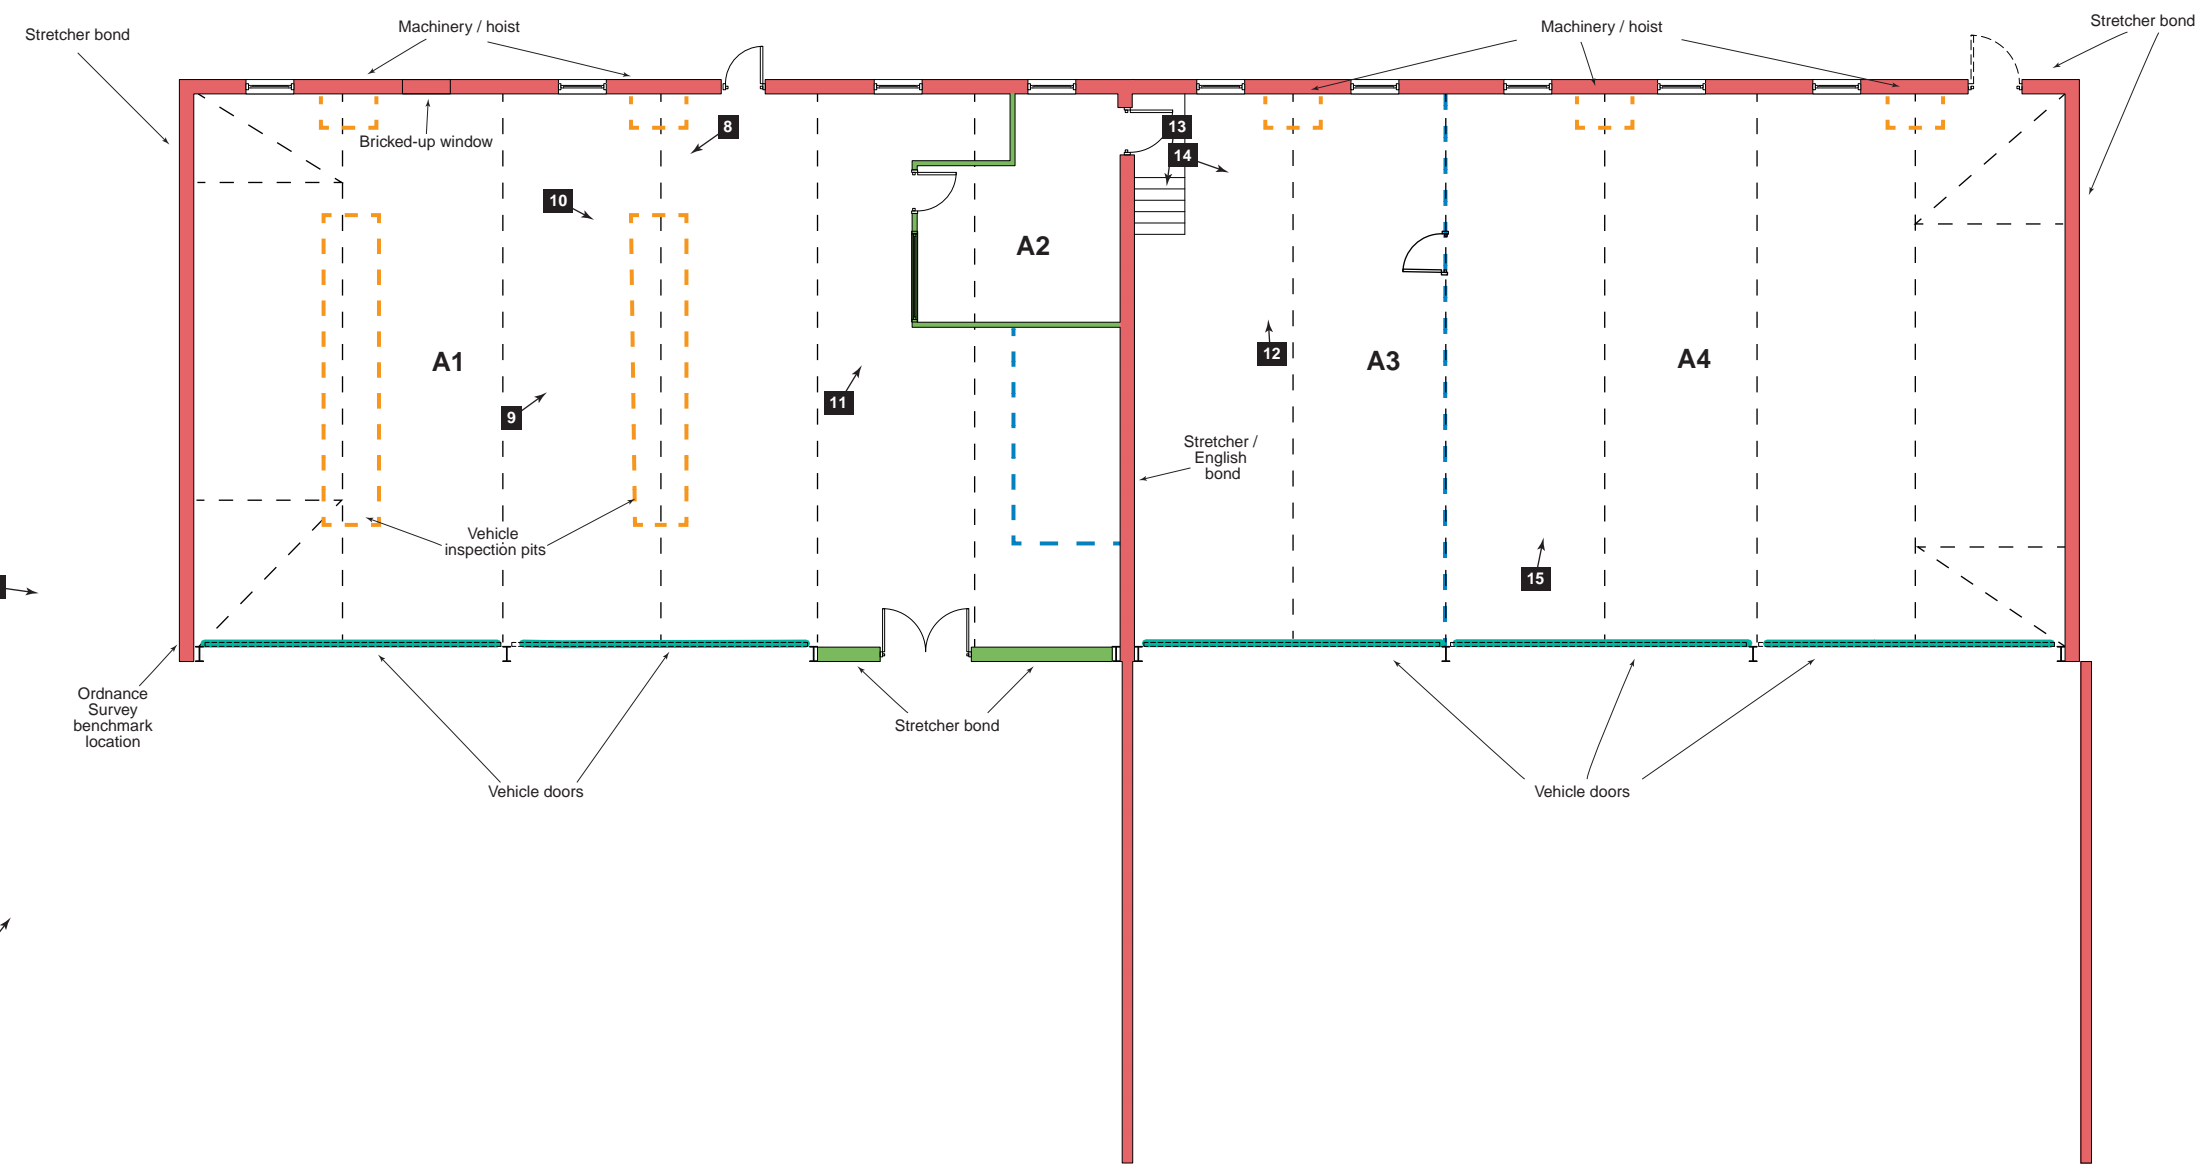 Stretcher bond
Machinery / hoist
Machinery / hoist
Stretcher bond
Bricked-up window
8
13
14
10
A2
12
A1
A3
A4
11
9
Stretcher /
English
bond
Vehicle
inspection pits
15
Ordnance
Survey
benchmark
location
Stretcher bond
Vehicle doors
Vehicle doors